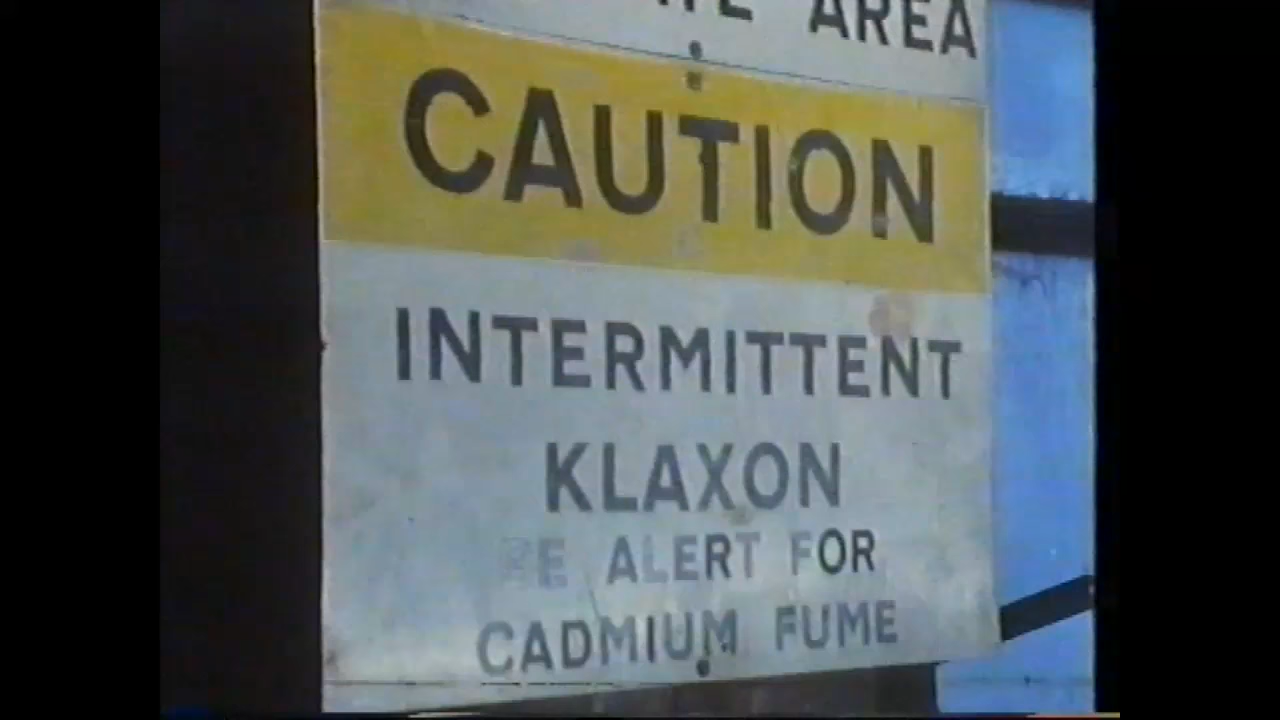 AREA
CAUTION
INTERMITTENT
KLAXON
BE ALERT FOR
CADMIUM FUME